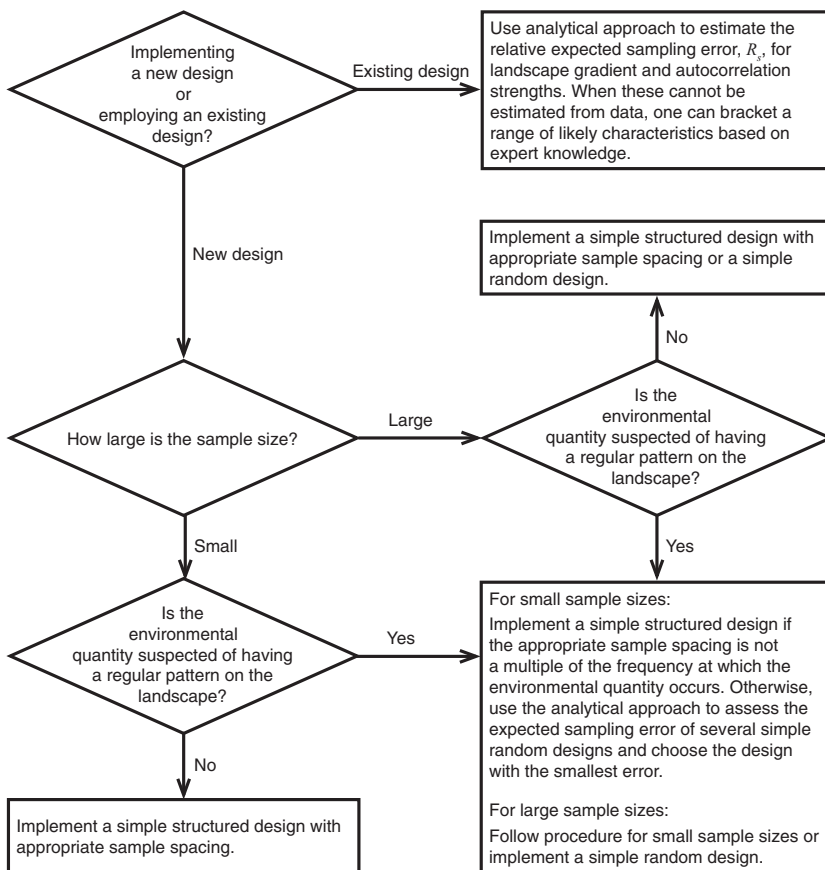 Implementing
a new design
or
employing an existing
design?
Existing design
Use analytical approach to estimate the
relative expected sampling error, Rs, for
landscape gradient and autocorrelation
strengths. When these cannot be
estimated from data, one can bracket a
range of likely characteristics based on
expert knowledge.
New design
Implement a simple structured design with
appropriate sample spacing or a simple
random design.
No
How large is the sample size?
Large
Is the
environmental
quantity suspected of having
a regular pattern on the
landscape?
Small
Yes
Is the
environmental
quantity suspected of having
a regular pattern on the
landscape?
Yes
For small sample sizes:
Implement a simple structured design if
the appropriate sample spacing is not
a multiple of the frequency at which the
environmental quantity occurs. Otherwise,
use the analytical approach to assess the
expected sampling error of several simple
random designs and choose the design
with the smallest error.
For large sample sizes:
Follow procedure for small sample sizes or
implement a simple random design.
No
Implement a simple structured design with
appropriate sample spacing.